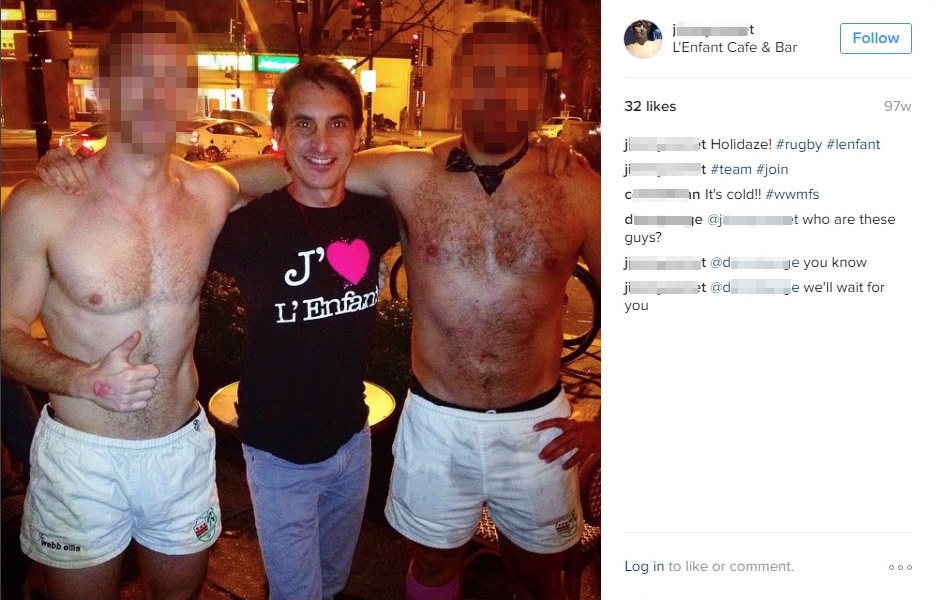 J'
L'Enfant
webb ellis
L'Enfant Cafe & Bar
Follow
32 likes
97w
Holidaze! #rugby #lenfant
#team #join
It's cold!! #wwmfs
who are these
guys?
you know
we'll wait for
you
Log in to like or comment.